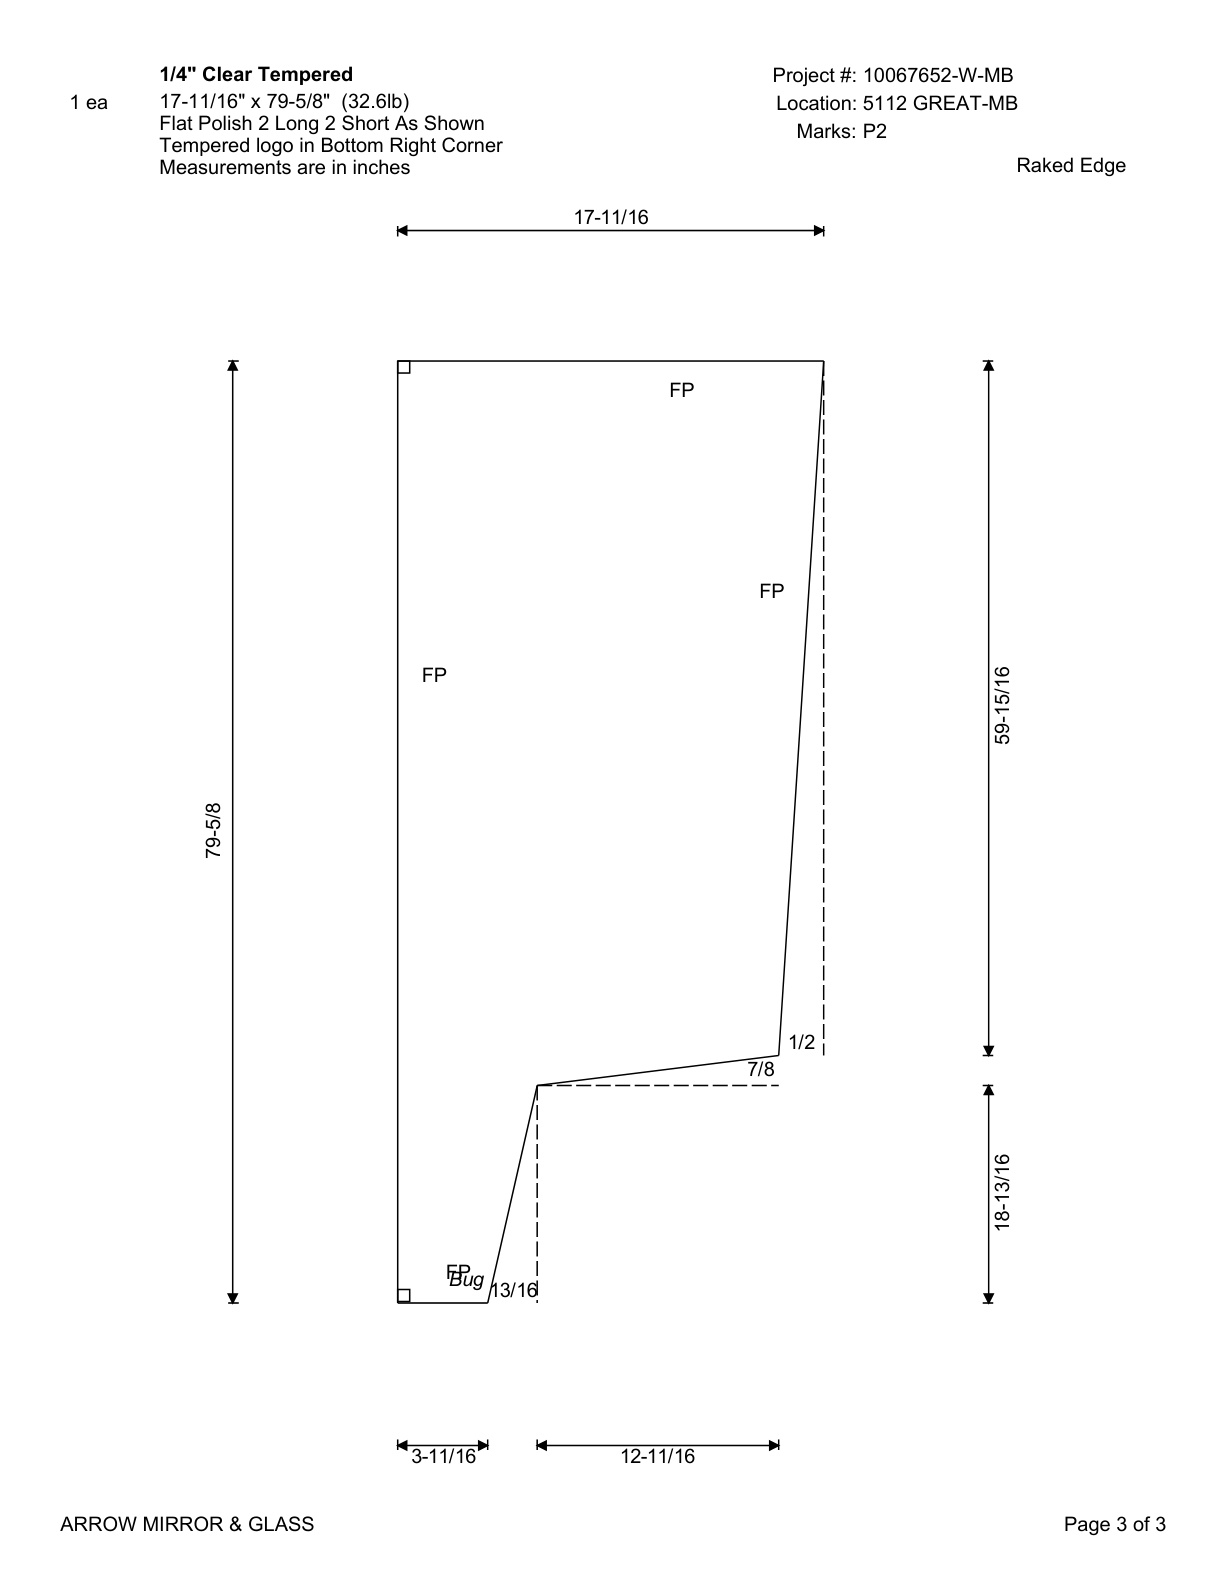 1/4" Clear Tempered
1 ea
17-11/16" x 79-5/8" (32.6lb)
Flat Polish 2 Long 2 Short As Shown
Tempered logo in Bottom Right Corner
Measurements are in inches
Project #: 10067652-W-MB
Location: 5112 GREAT-MB
Marks: P2
Raked Edge
17-11/16
FP
FP
FP
59-15/16
79-5/8
1/2
7/8
18-13/16
FP
Bug
13/16
3-11/16
12-11/16
ARROW MIRROR & GLASS
Page 3 of 3